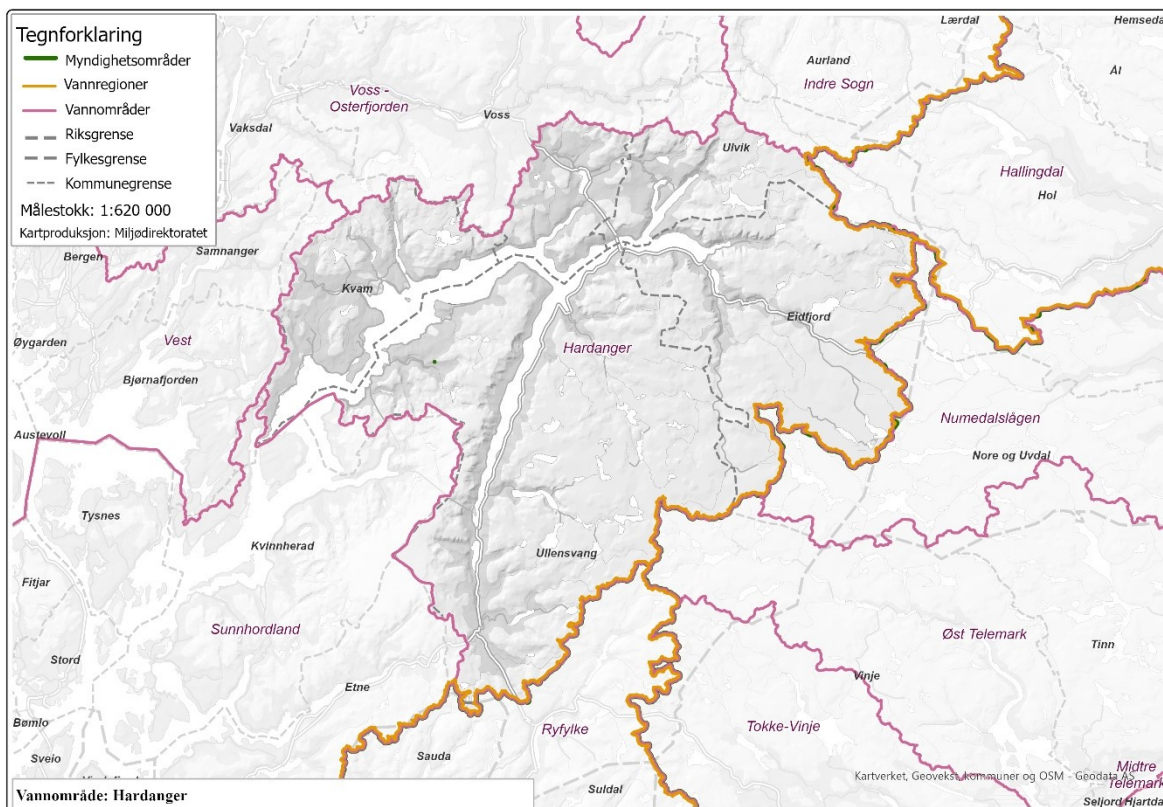 Tegnforklaring
Myndighetsområder
Vannregioner
Vannområder
Riksgrense
Fylkesgrense
Kommunegrense
Målestokk: 1:620 000
Kartproduksjon: Miljødirektoratet
Lærdal
Hemseda
Aurland
Ål
Indre Sogn
Voss -
Osterfjorden
Voss
Vaksdal
Ulvik
Hallingdal
Hol
Samnanger
Bergen
Kvam
Eidfjord
Øygarden
Vest
Hardanger
Bjørnafjorden
Numedalslågen
Austevoll
Nore og Uvdal
Tysnes
Kvinnherad
Ullensvang
Fitjar
Sunnhordland
Øst Telemark
Tinn
Stord
Etne
Vinje
Bømlo
Ryfylke
Tokke-Vinje
Sveio
Sauda
Midtre
Telemark
Kartverket, Geovekst, kommuner og OSM - Geodata AS
Suldal
Seljord
Hjartda
Vannområde: Hardanger